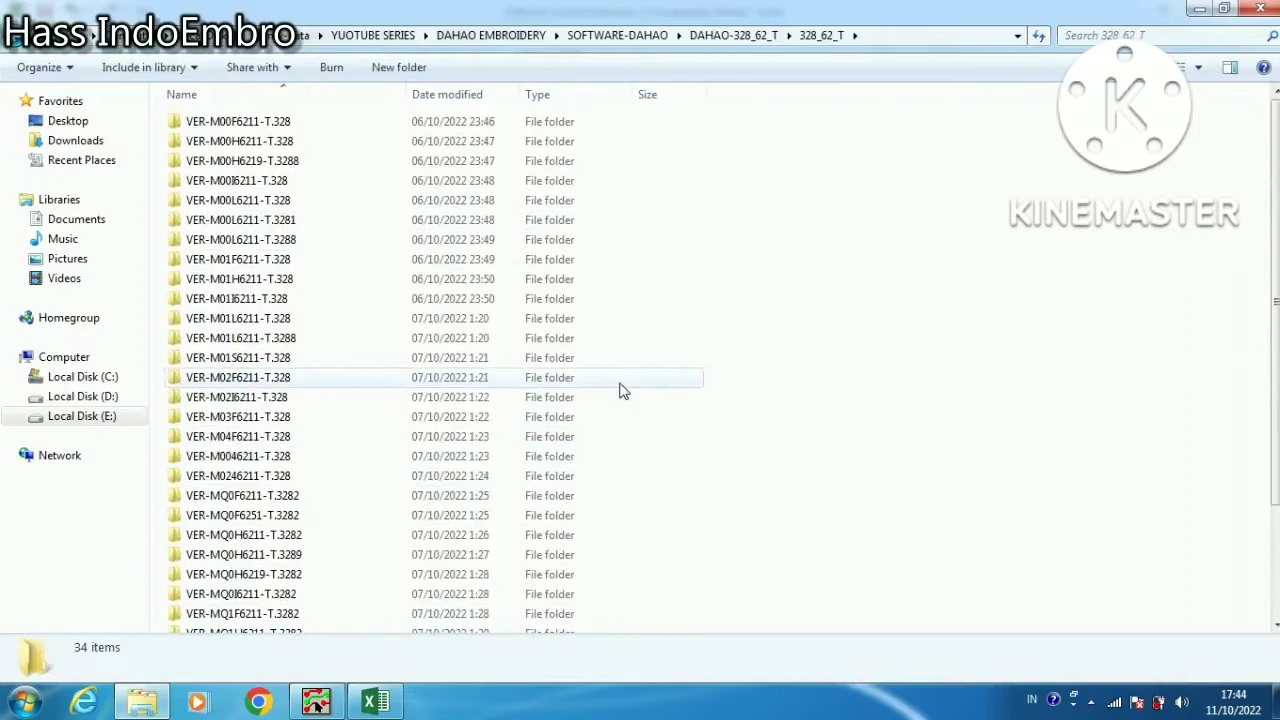 Hass IndoEmbro
YUOTUBE SERIES
DAHAO EMBROIDERY
SOFTWARE-DAHAO
DAHAO-328_62_T
328_62_T
Search 328_62_T
Organize
Include in library
Share with
Burn
New folder
Name Date modified Type Size
Favorites
Desktop
Downloads
Recent Places
Libraries
Documents
Music
Pictures
Videos
Homegroup
Computer
Local Disk (C:)
Local Disk (D:)
Local Disk (E:)
Network
VER-M00F6211-T.328 06/10/2022 23:46 File folder
VER-M00H6211-T.328 06/10/2022 23:47 File folder
VER-M00H6219-T.3288 06/10/2022 23:47 File folder
VER-M00I6211-T.328 06/10/2022 23:48 File folder
VER-M00L6211-T.328 06/10/2022 23:48 File folder
VER-M00L6211-T.3281 06/10/2022 23:48 File folder
VER-M00L6211-T.3288 06/10/2022 23:49 File folder
VER-M01F6211-T.328 06/10/2022 23:49 File folder
VER-M01H6211-T.328 06/10/2022 23:50 File folder
VER-M01I6211-T.328 06/10/2022 23:50 File folder
VER-M01L6211-T.328 07/10/2022 1:20 File folder
VER-M01L6211-T.3288 07/10/2022 1:20 File folder
VER-M01S6211-T.328 07/10/2022 1:21 File folder
VER-M02F6211-T.328 07/10/2022 1:21 File folder
VER-M02I6211-T.328 07/10/2022 1:22 File folder
VER-M03F6211-T.328 07/10/2022 1:22 File folder
VER-M04F6211-T.328 07/10/2022 1:23 File folder
VER-M0046211-T.328 07/10/2022 1:23 File folder
VER-M0246211-T.328 07/10/2022 1:24 File folder
VER-MQ0F6211-T.3282 07/10/2022 1:25 File folder
VER-MQ0F6251-T.3282 07/10/2022 1:25 File folder
VER-MQ0H6211-T.3282 07/10/2022 1:26 File folder
VER-MQ0H6211-T.3289 07/10/2022 1:27 File folder
VER-MQ0H6219-T.3282 07/10/2022 1:28 File folder
VER-MQ0I6211-T.3282 07/10/2022 1:28 File folder
VER-MQ1F6211-T.3282 07/10/2022 1:28 File folder
K
KINEMASTER
34 items
IN
17:44
11/10/2022